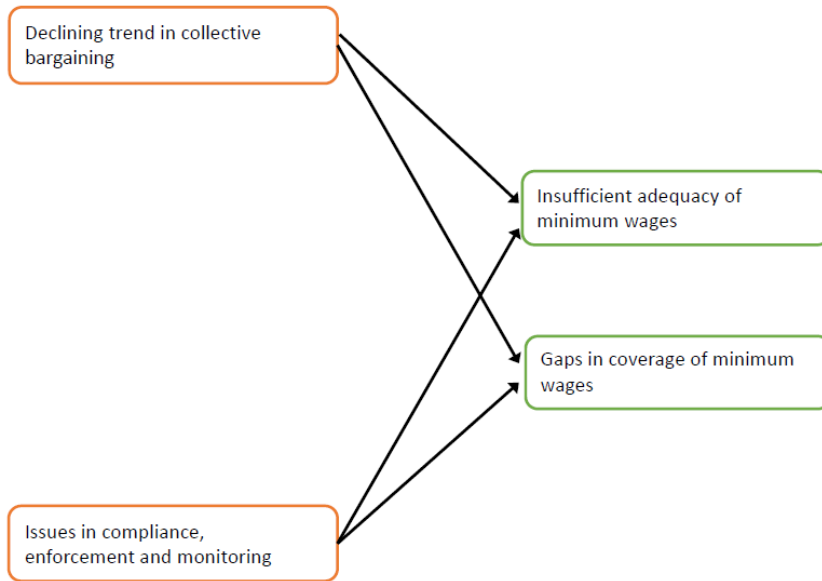 Declining trend in collective
bargaining
Insufficient adequacy of
minimum wages
Gaps in coverage of minimum
wages
Issues in compliance,
enforcement and monitoring